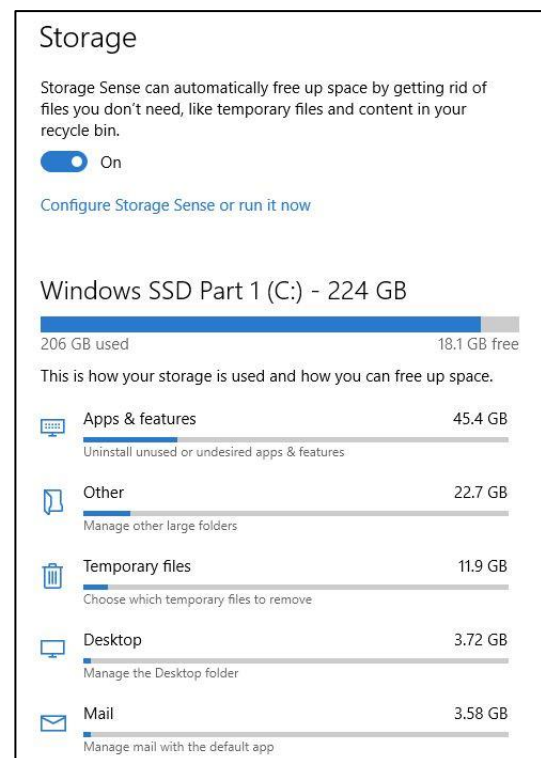 Storage
Storage Sense can automatically free up space by getting rid of
files you don't need, like temporary files and content in your
recycle bin.
On
Configure Storage Sense or run it now
Windows SSD Part 1 (C:) - 224 GB
206 GB used 18.1 GB free
This is how your storage is used and how you can free up space.
Apps & features 45.4 GB
Uninstall unused or undesired apps & features
Other 22.7 GB
Manage other large folders
Temporary files 11.9 GB
Choose which temporary files to remove
Desktop 3.72 GB
Manage the Desktop folder
Mail 3.58 GB
Manage mail with the default app